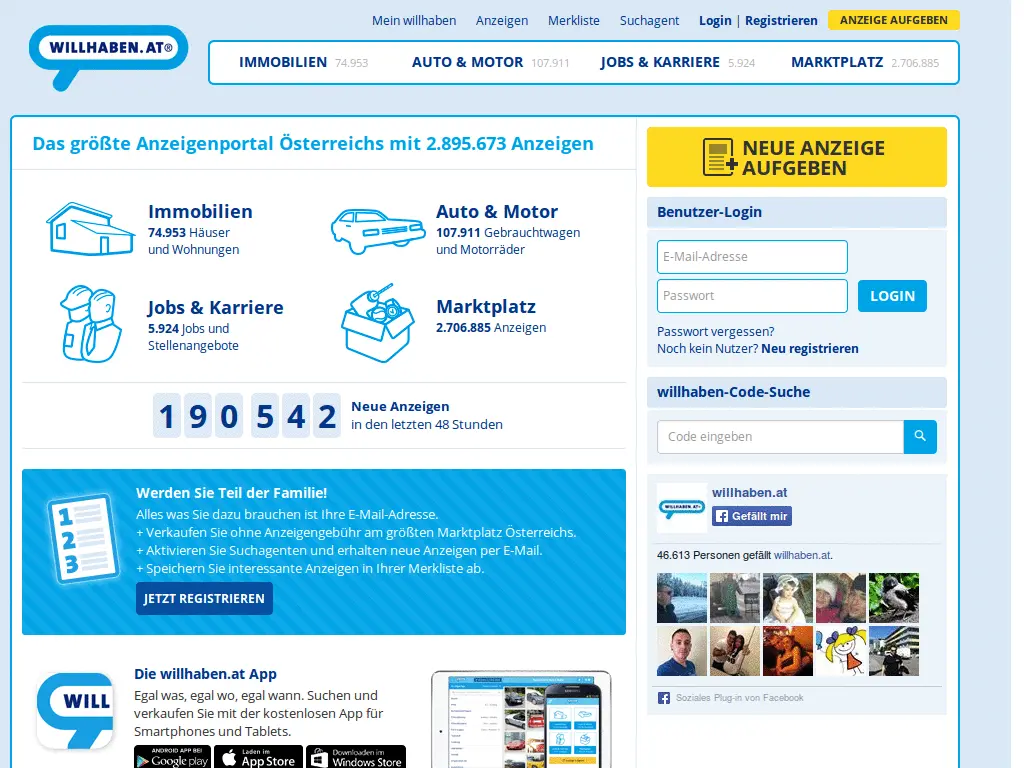 Mein willhaben Anzeigen Merkliste Suchagent Login | Registrieren ANZEIGE AUFGEBEN
WILLHABEN.AT®
IMMOBILIEN 74.953 AUTO & MOTOR 107.911 JOBS & KARRIERE 5.924 MARKTPLATZ 2.706.885
Das größte Anzeigenportal Österreichs mit 2.895.673 Anzeigen
Immobilien
74.953 Häuser
und Wohnungen
Auto & Motor
107.911 Gebrauchtwagen
und Motorräder
Jobs & Karriere
5.924 Jobs und
Stellenangebote
Marktplatz
2.706.885 Anzeigen
190 542
Neue Anzeigen
in den letzten 48 Stunden
1
2
3
Werden Sie Teil der Familie!
Alles was Sie dazu brauchen ist Ihre E-Mail-Adresse.
+ Verkaufen Sie ohne Anzeigengebühr am größten Marktplatz Österreichs.
+ Aktivieren Sie Suchagenten und erhalten neue Anzeigen per E-Mail.
+ Speichern Sie interessante Anzeigen in Ihrer Merkliste ab.
JETZT REGISTRIEREN
WILL
Die willhaben.at App
Egal was, egal wo, egal wann. Suchen und
verkaufen Sie mit der kostenlosen App für
Smartphones und Tablets.
ANDROID APP BEI
Google play
Laden im
App Store
Downloaden im
Windows Store
NEUE ANZEIGE
AUFGEBEN
Benutzer-Login
E-Mail-Adresse
Passwort
LOGIN
Passwort vergessen?
Noch kein Nutzer? Neu registrieren
willhaben-Code-Suche
Code eingeben
WILLHABEN.AT
willhaben.at
Gefällt mir
46.613 Personen gefällt willhaben.at.
Soziales Plug-in von Facebook